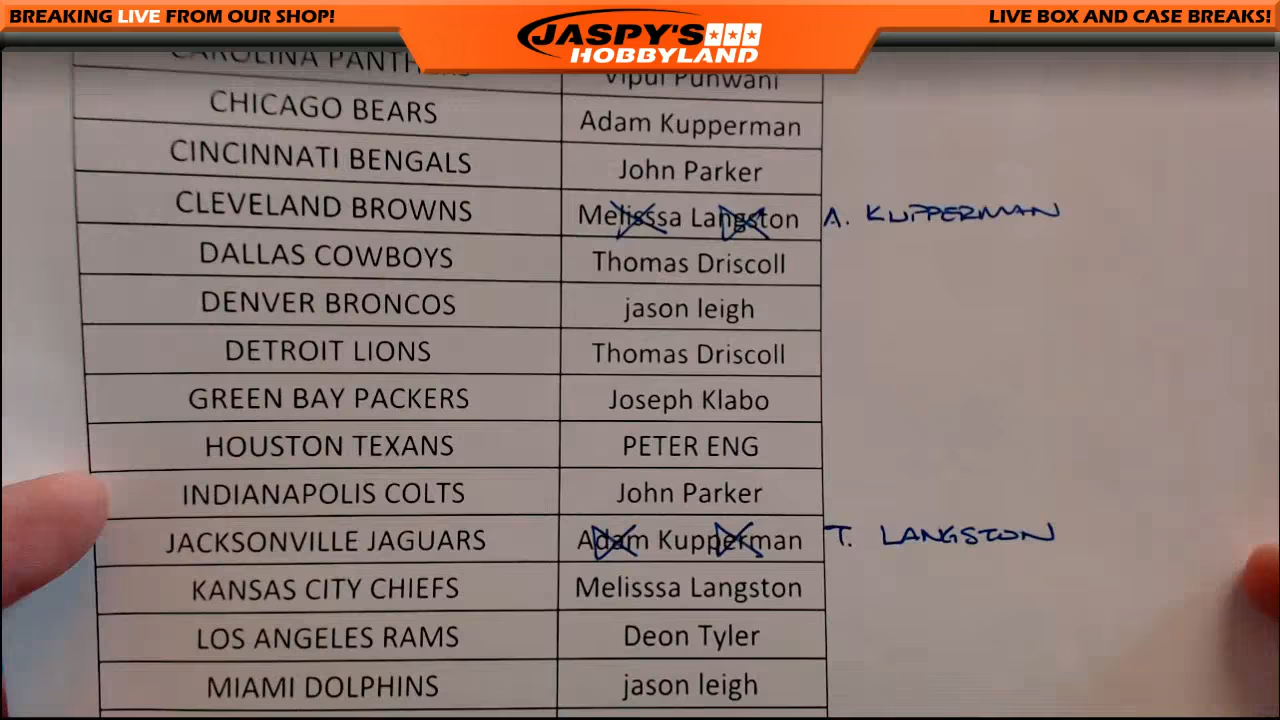 BREAKING LIVE FROM OUR SHOP!
JASPY'S
HOBBYLAND
LIVE BOX AND CASE BREAKS!
CAROLINA PANTHERS Vipul Punwani
CHICAGO BEARS Adam Kupperman
CINCINNATI BENGALS John Parker
CLEVELAND BROWNS Melisssa Langston A. KUPPERMAN
DALLAS COWBOYS Thomas Driscoll
DENVER BRONCOS jason leigh
DETROIT LIONS Thomas Driscoll
GREEN BAY PACKERS Joseph Klabo
HOUSTON TEXANS PETER ENG
INDIANAPOLIS COLTS John Parker
JACKSONVILLE JAGUARS Adam Kupperman T. LANGSTON
KANSAS CITY CHIEFS Melisssa Langston
LOS ANGELES RAMS Deon Tyler
MIAMI DOLPHINS jason leigh